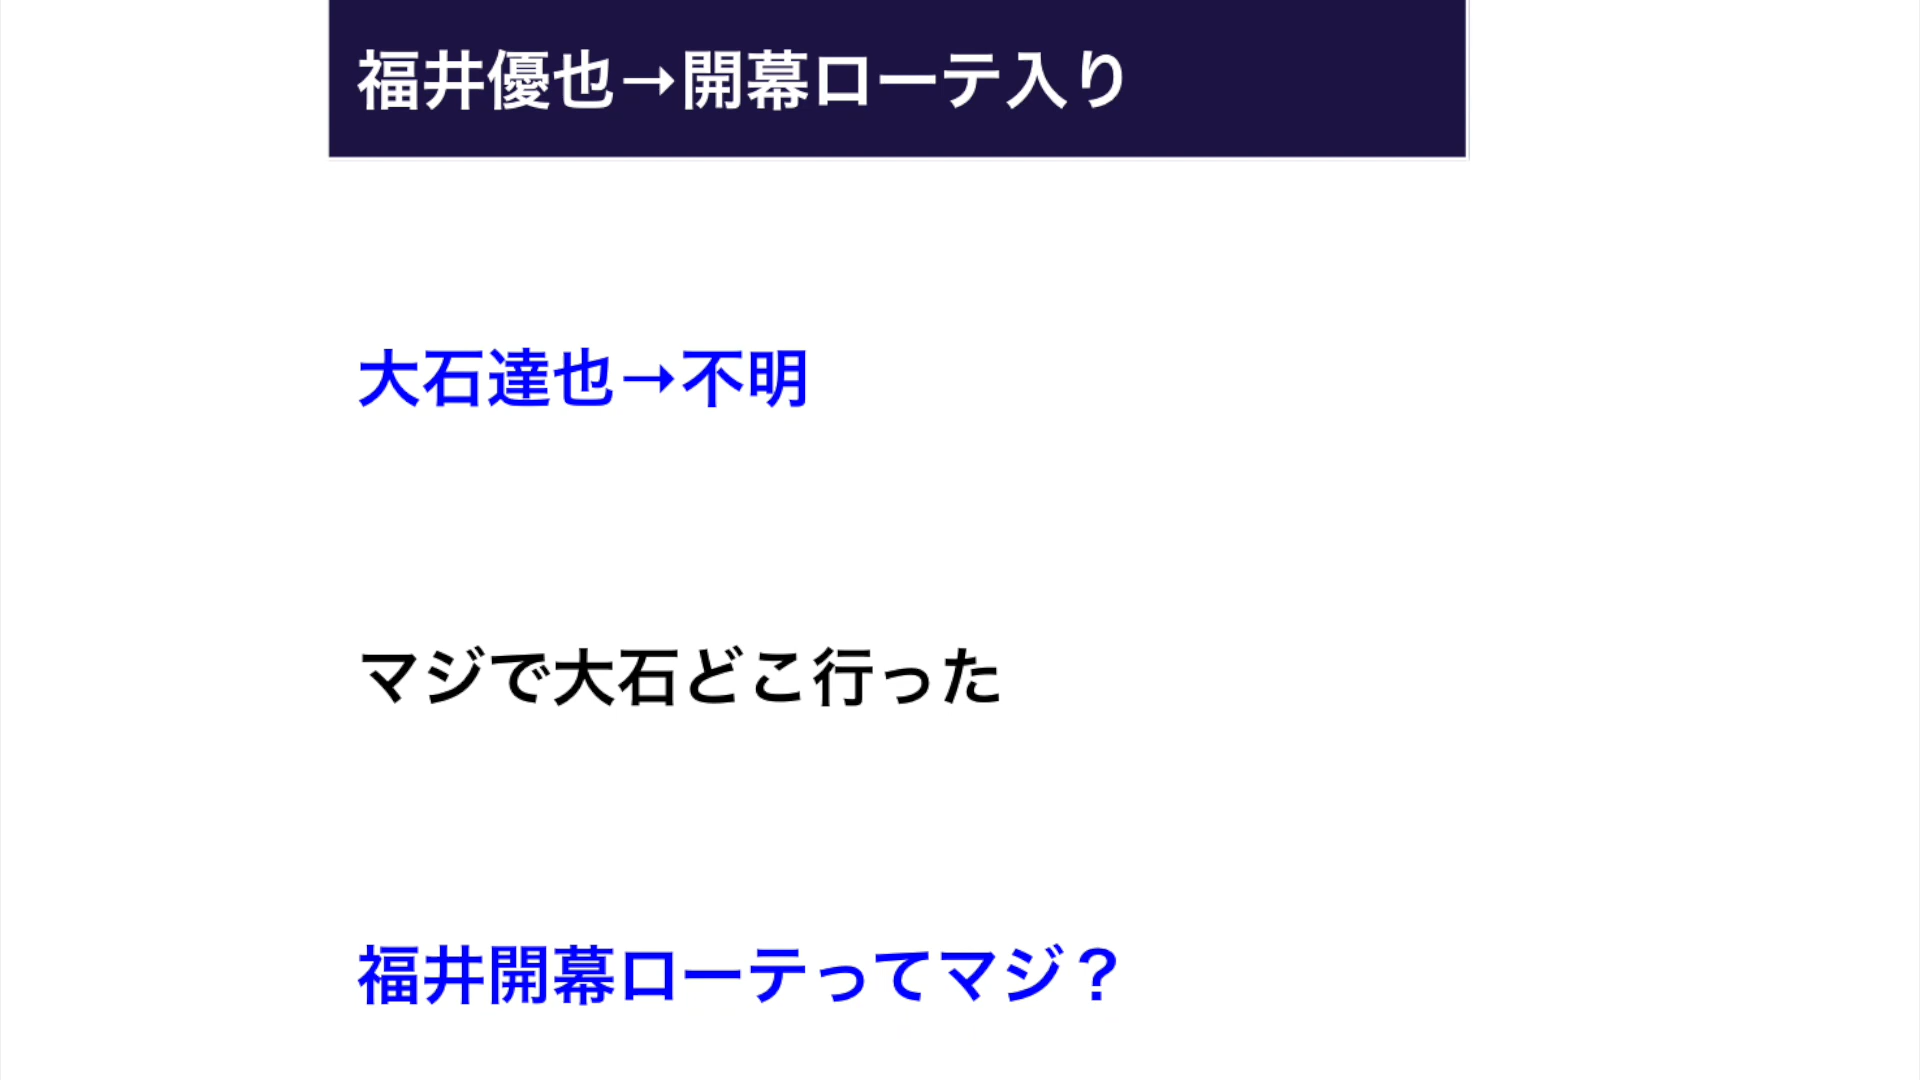 福井優也→開幕ローテ入り
大石達也→不明
マジで大石どこ行った
福井開幕ローテってマジ？